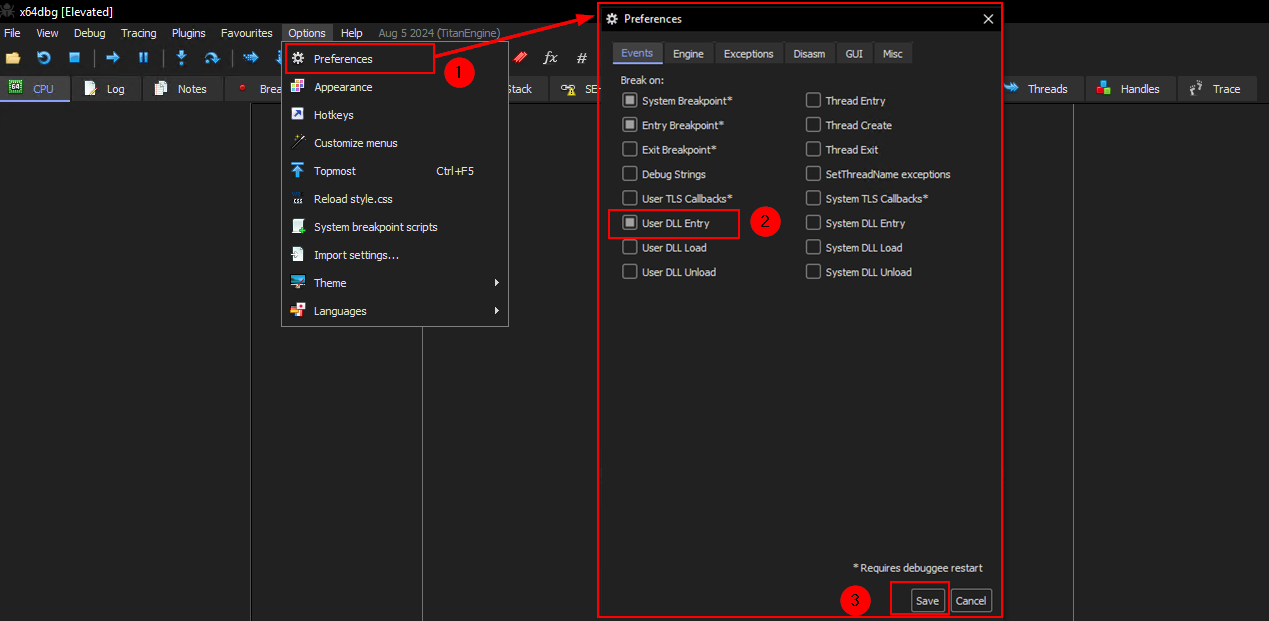 x64dbg [Elevated]
File View Debug Tracing Plugins Favourites Options Help Aug 5 2024 (TitanEngine)
fx #
64 CPU Log Notes Threads Handles Trace
Preferences
1
Appearance
Hotkeys
Customize menus
Topmost Ctrl+F5
Reload style.css
System breakpoint scripts
Import settings...
Theme
Languages
Preferences
Events Engine Exceptions Disasm GUI Misc
Break on:
System Breakpoint* Thread Entry
Entry Breakpoint* Thread Create
Exit Breakpoint* Thread Exit
Debug Strings SetThreadName exceptions
User TLS Callbacks* System TLS Callbacks*
User DLL Entry 2 System DLL Entry
User DLL Load System DLL Load
User DLL Unload System DLL Unload
* Requires debuggee restart
3 Save Cancel